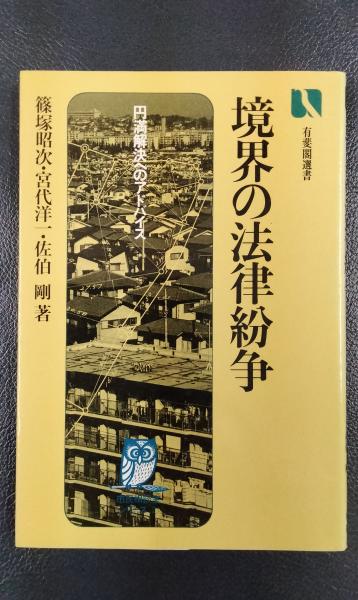 有斐閣選書
境界の法律紛争
円満解決へのアドバイス
篠塚昭次・宮代洋一・佐伯 剛 著